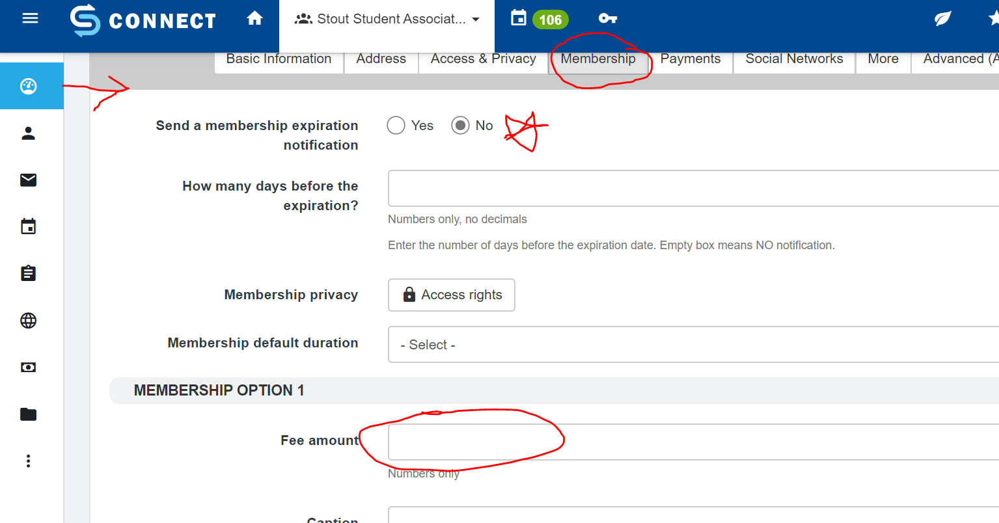 CONNECT
Stout Student Associat...
106
Basic Information Address Access & Privacy Membership Payments Social Networks More Advanced (A
Send a membership expiration
notification
Yes No
How many days before the
expiration?
Numbers only, no decimals
Enter the number of days before the expiration date. Empty box means NO notification.
Membership privacy
Access rights
Membership default duration
- Select -
MEMBERSHIP OPTION 1
Fee amount
Numbers only
Caption